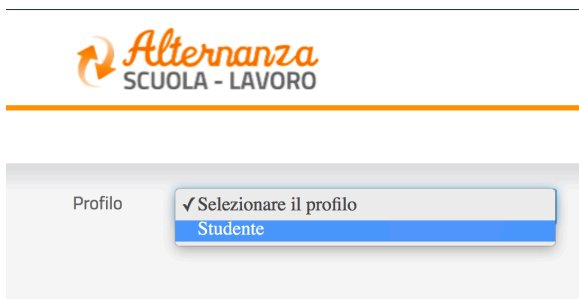 Alternanza
SCUOLA - LAVORO
Profilo
✓ Selezionare il profilo
Studente